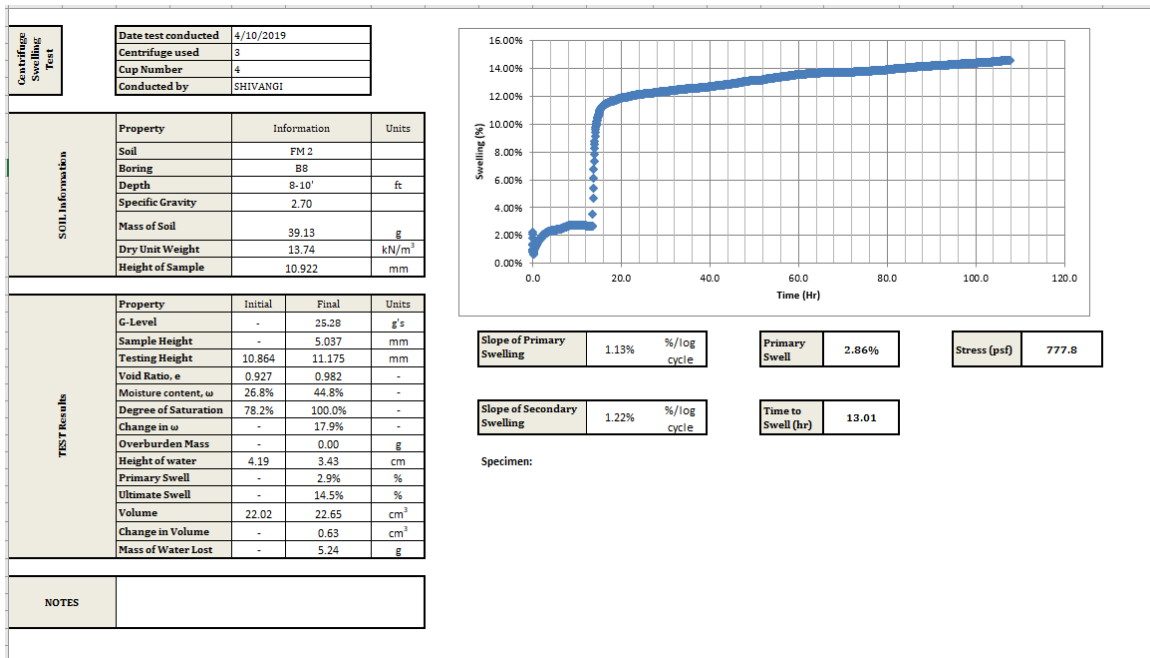 Centrifuge
Swelling
Test
Date test conducted 4/10/2019
Centrifuge used 3
Cup Number 4
Conducted by SHIVANGI
SOIL Information
Property Information Units
Soil FM 2
Boring B8
Depth 8-10' ft
Specific Gravity 2.70
Mass of Soil 39.13 g
Dry Unit Weight 13.74 kN/m³
Height of Sample 10.922 mm
TEST Results
Property Initial Final Units
G-Level - 25.28 g's
Sample Height - 5.037 mm
Testing Height 10.864 11.175 mm
Void Ratio, e 0.927 0.982 -
Moisture content, ω 26.8% 44.8% -
Degree of Saturation 78.2% 100.0% -
Change in ω - 17.9% -
Overburden Mass - 0.00 g
Height of water 4.19 3.43 cm
Primary Swell - 2.9% %
Ultimate Swell - 14.5% %
Volume 22.02 22.65 cm³
Change in Volume - 0.63 cm³
Mass of Water Lost - 5.24 g
NOTES
16.00%
14.00%
12.00%
10.00%
8.00%
6.00%
4.00%
2.00%
0.00%
Swelling (%)
0.0 20.0 40.0 60.0 80.0 100.0 120.0
Time (Hr)
Slope of Primary
Swelling 1.13% %/log
cycle
Primary
Swell 2.86%
Stress (psf) 777.8
Slope of Secondary
Swelling 1.22% %/log
cycle
Time to
Swell (hr) 13.01
Specimen: